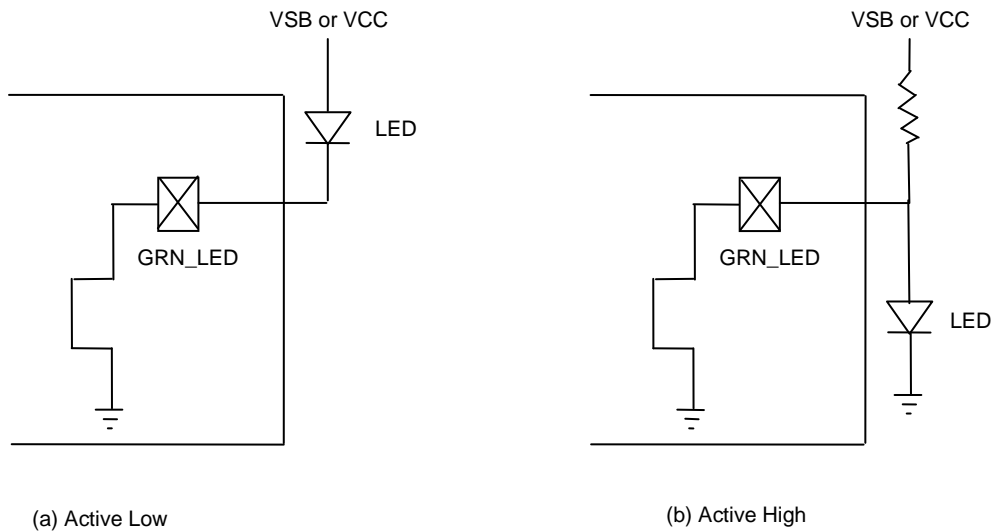 VSB or VCC
LED
GRN_LED
(a) Active Low
VSB or VCC
GRN_LED
LED
(b) Active High